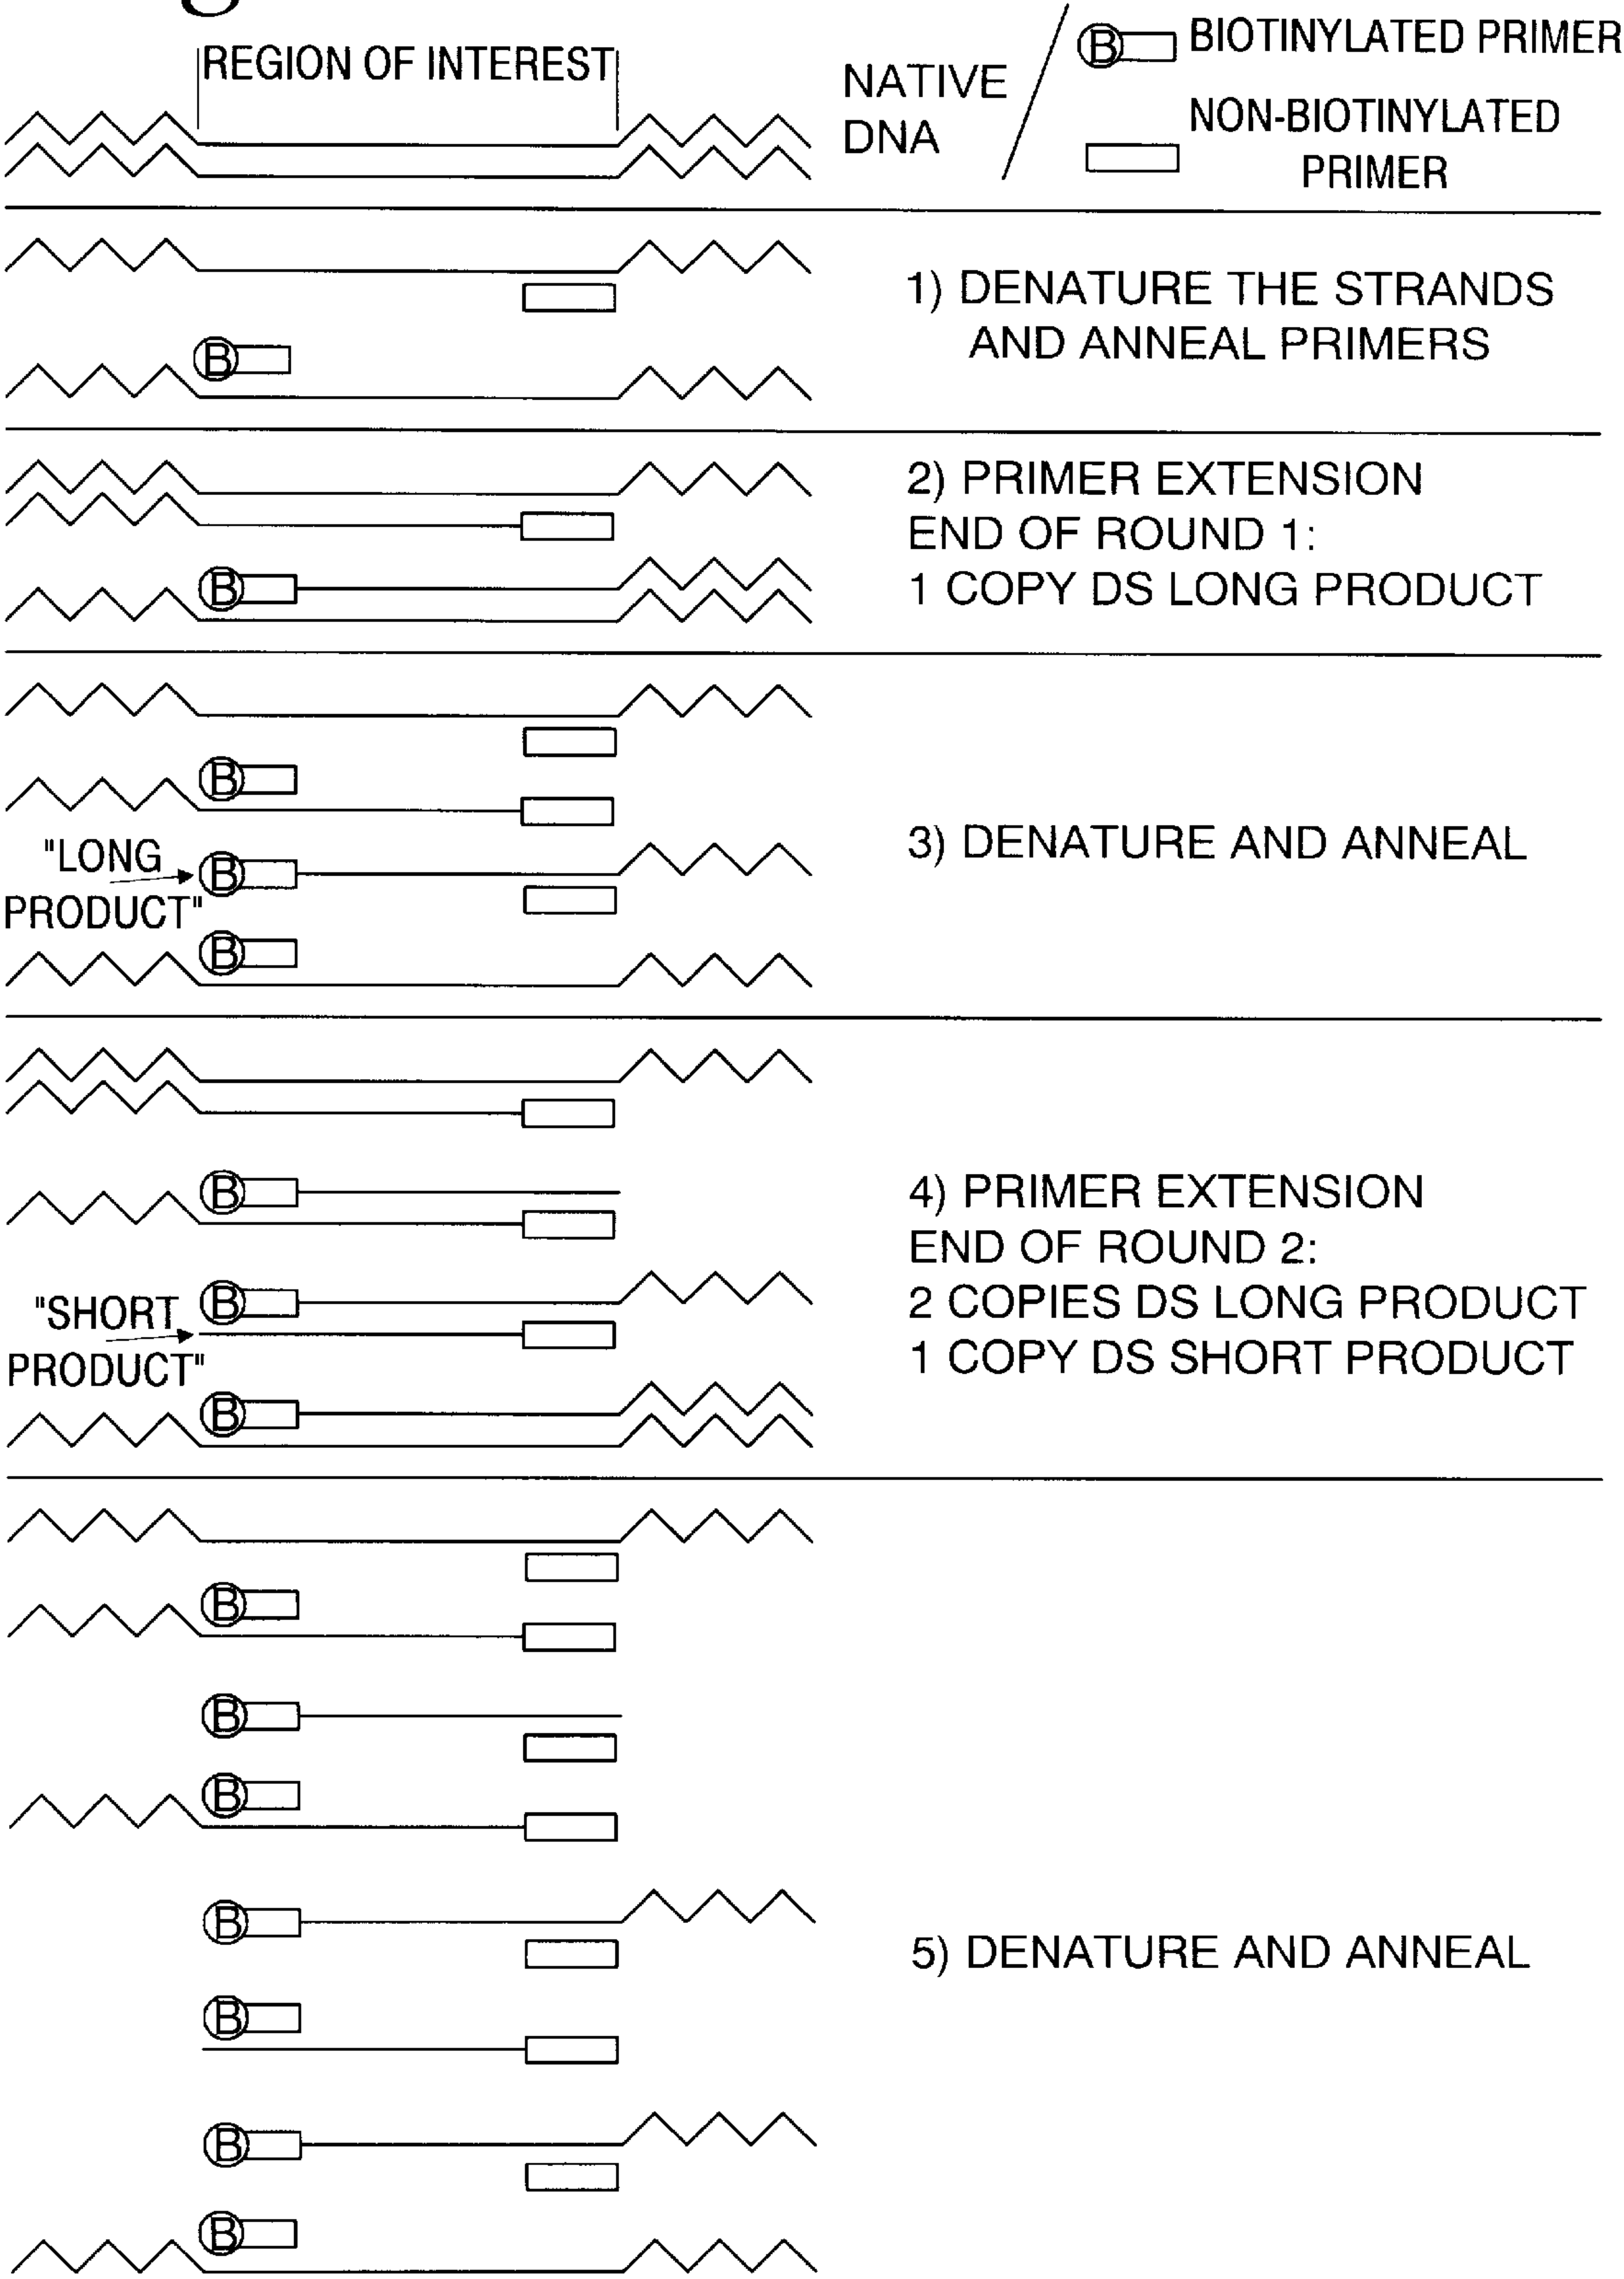 REGION OF INTEREST
NATIVE
DNA
B BIOTINYLATED PRIMER
NON-BIOTINYLATED
PRIMER
1) DENATURE THE STRANDS
AND ANNEAL PRIMERS
B
2) PRIMER EXTENSION
END OF ROUND 1:
1 COPY DS LONG PRODUCT
B
3) DENATURE AND ANNEAL
B
"LONG
PRODUCT"
B
B
4) PRIMER EXTENSION
END OF ROUND 2:
2 COPIES DS LONG PRODUCT
1 COPY DS SHORT PRODUCT
B
"SHORT
PRODUCT"
B
B
5) DENATURE AND ANNEAL
B
B
B
B
B
B
B